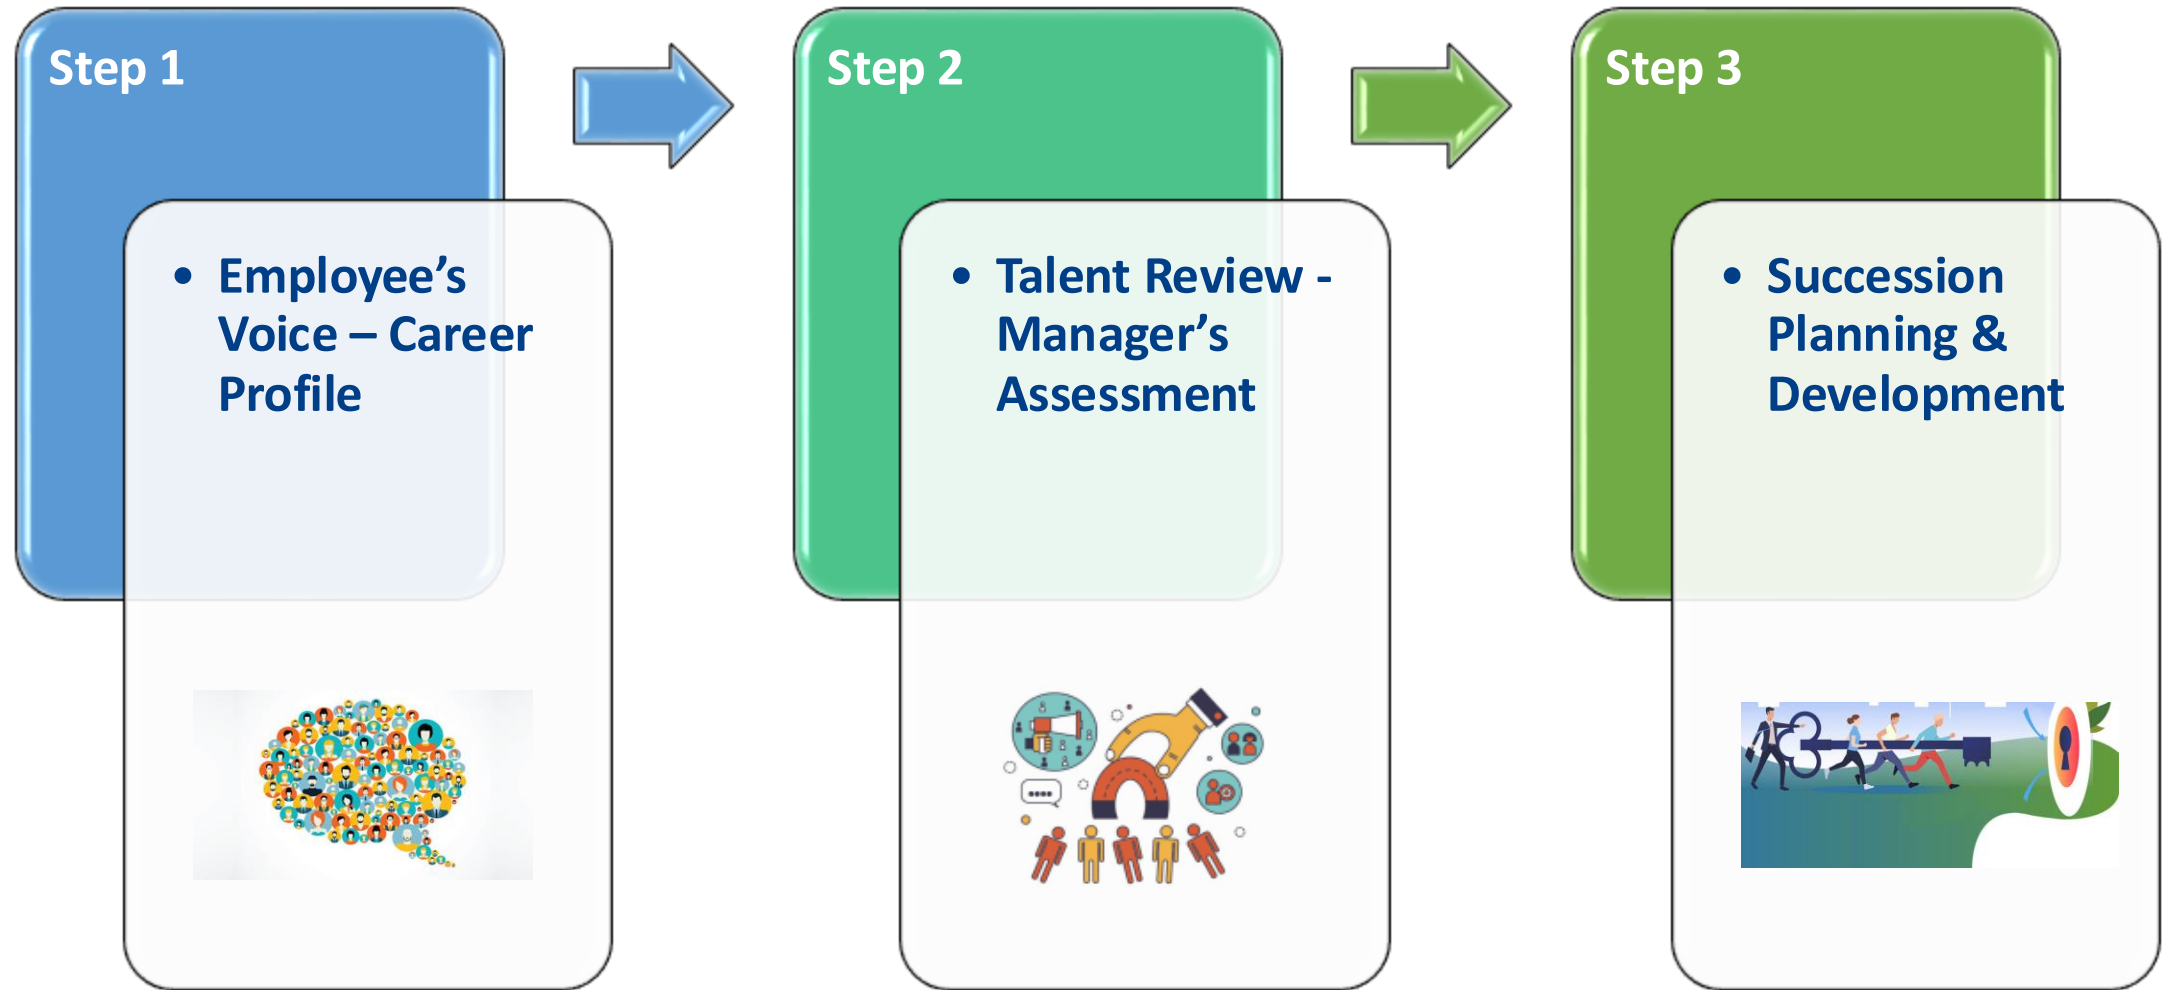 Step 1
• Employee’s
Voice – Career
Profile
Step 2
• Talent Review -
Manager’s
Assessment
Step 3
• Succession
Planning &
Development